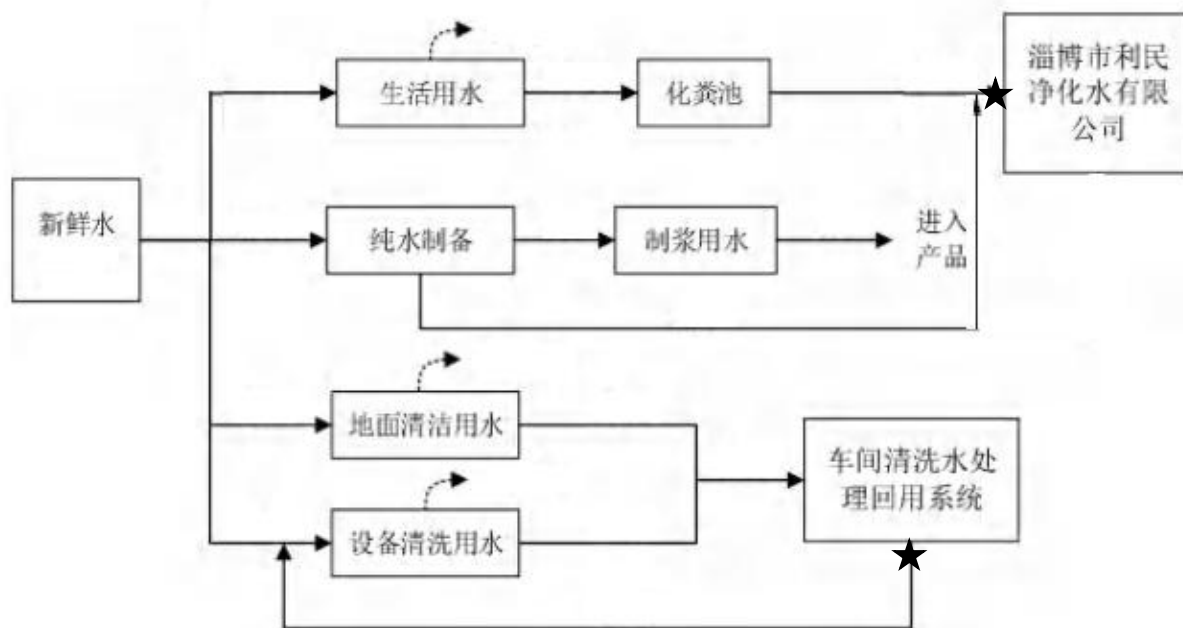 生活用水
化粪池
淄博市利民
净化水有限
公司
新鲜水
纯水制备
制浆用水
进入
产品
地面清洁用水
设备清洗用水
车间清洗水处
理回用系统